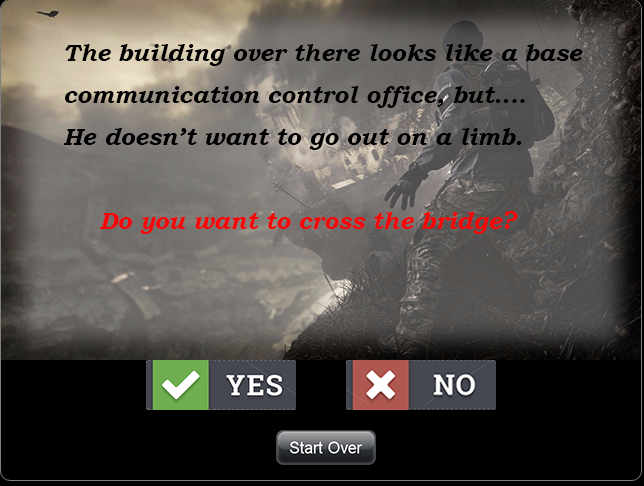 The building over there looks like a base
communication control office, but....
He doesn't want to go out on a limb.
Do you want to cross the bridge?
YES
NO
Start Over